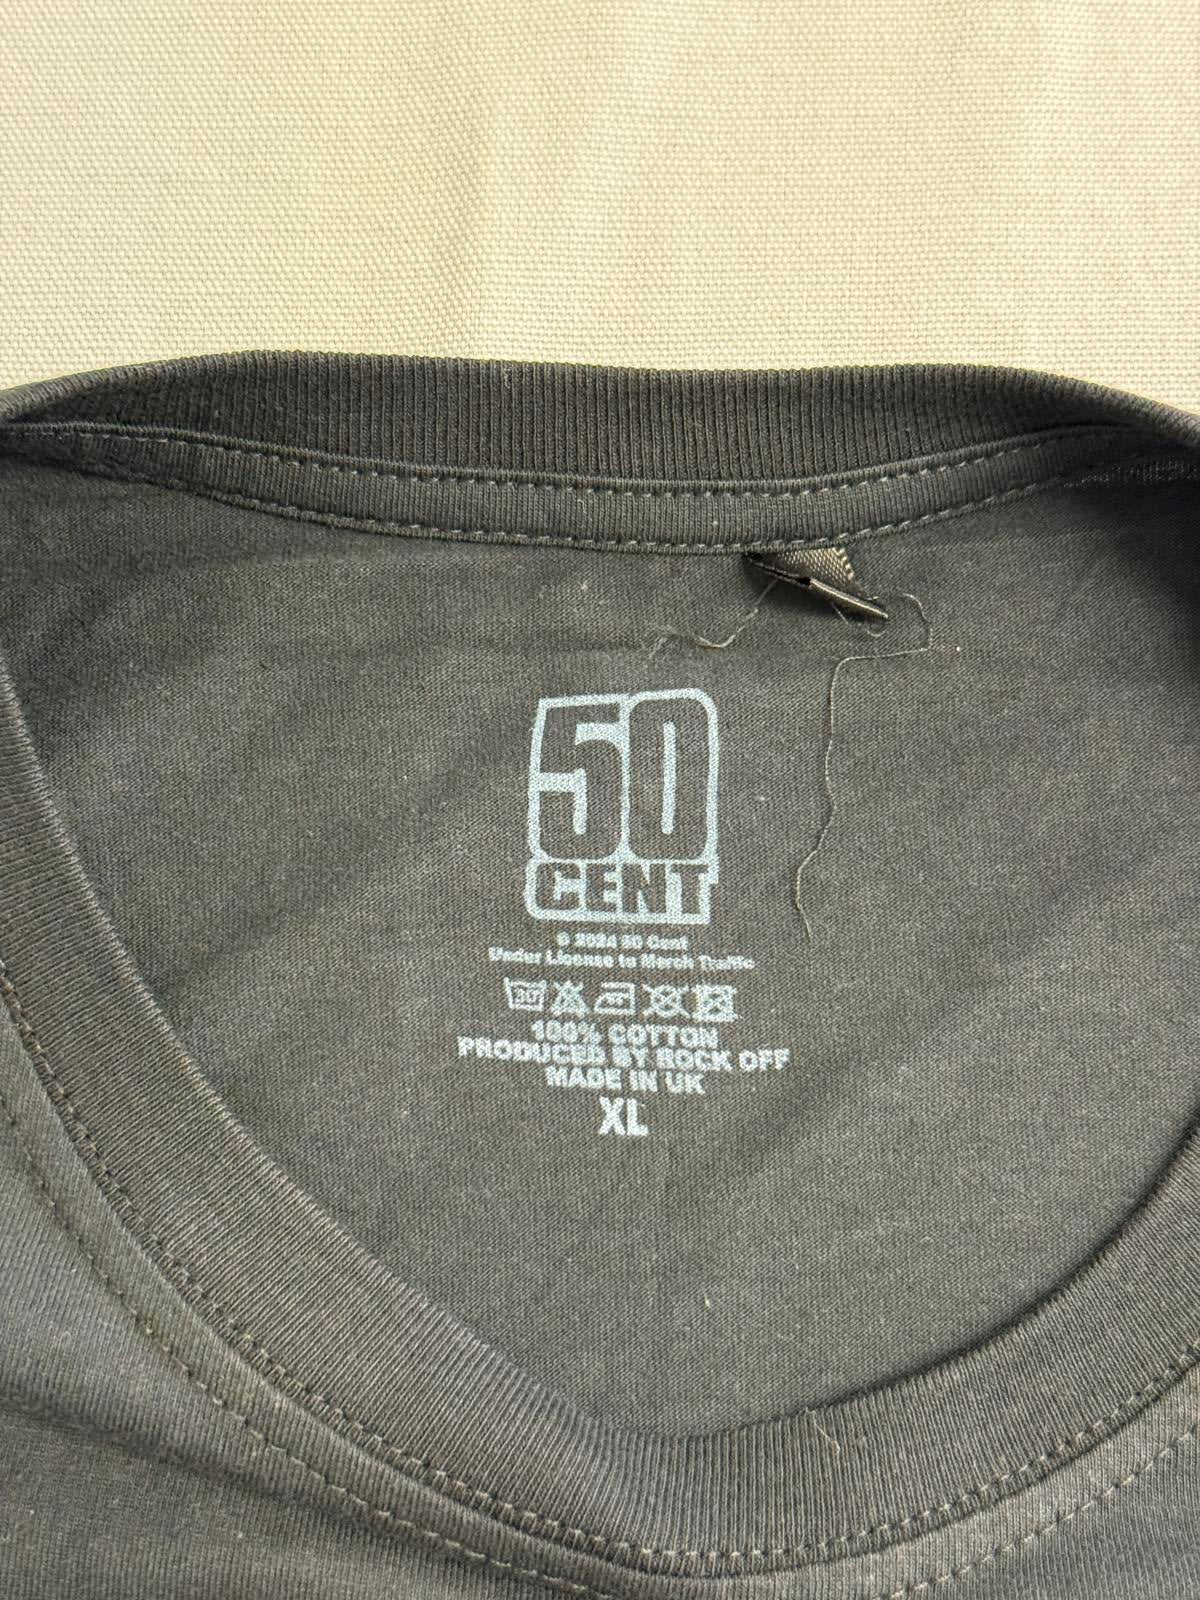 50
CENT
© 2024 50 Cent
Under License to Merch Traffic
30
100% COTTON
PRODUCED BY ROCK OFF
MADE IN UK
XL